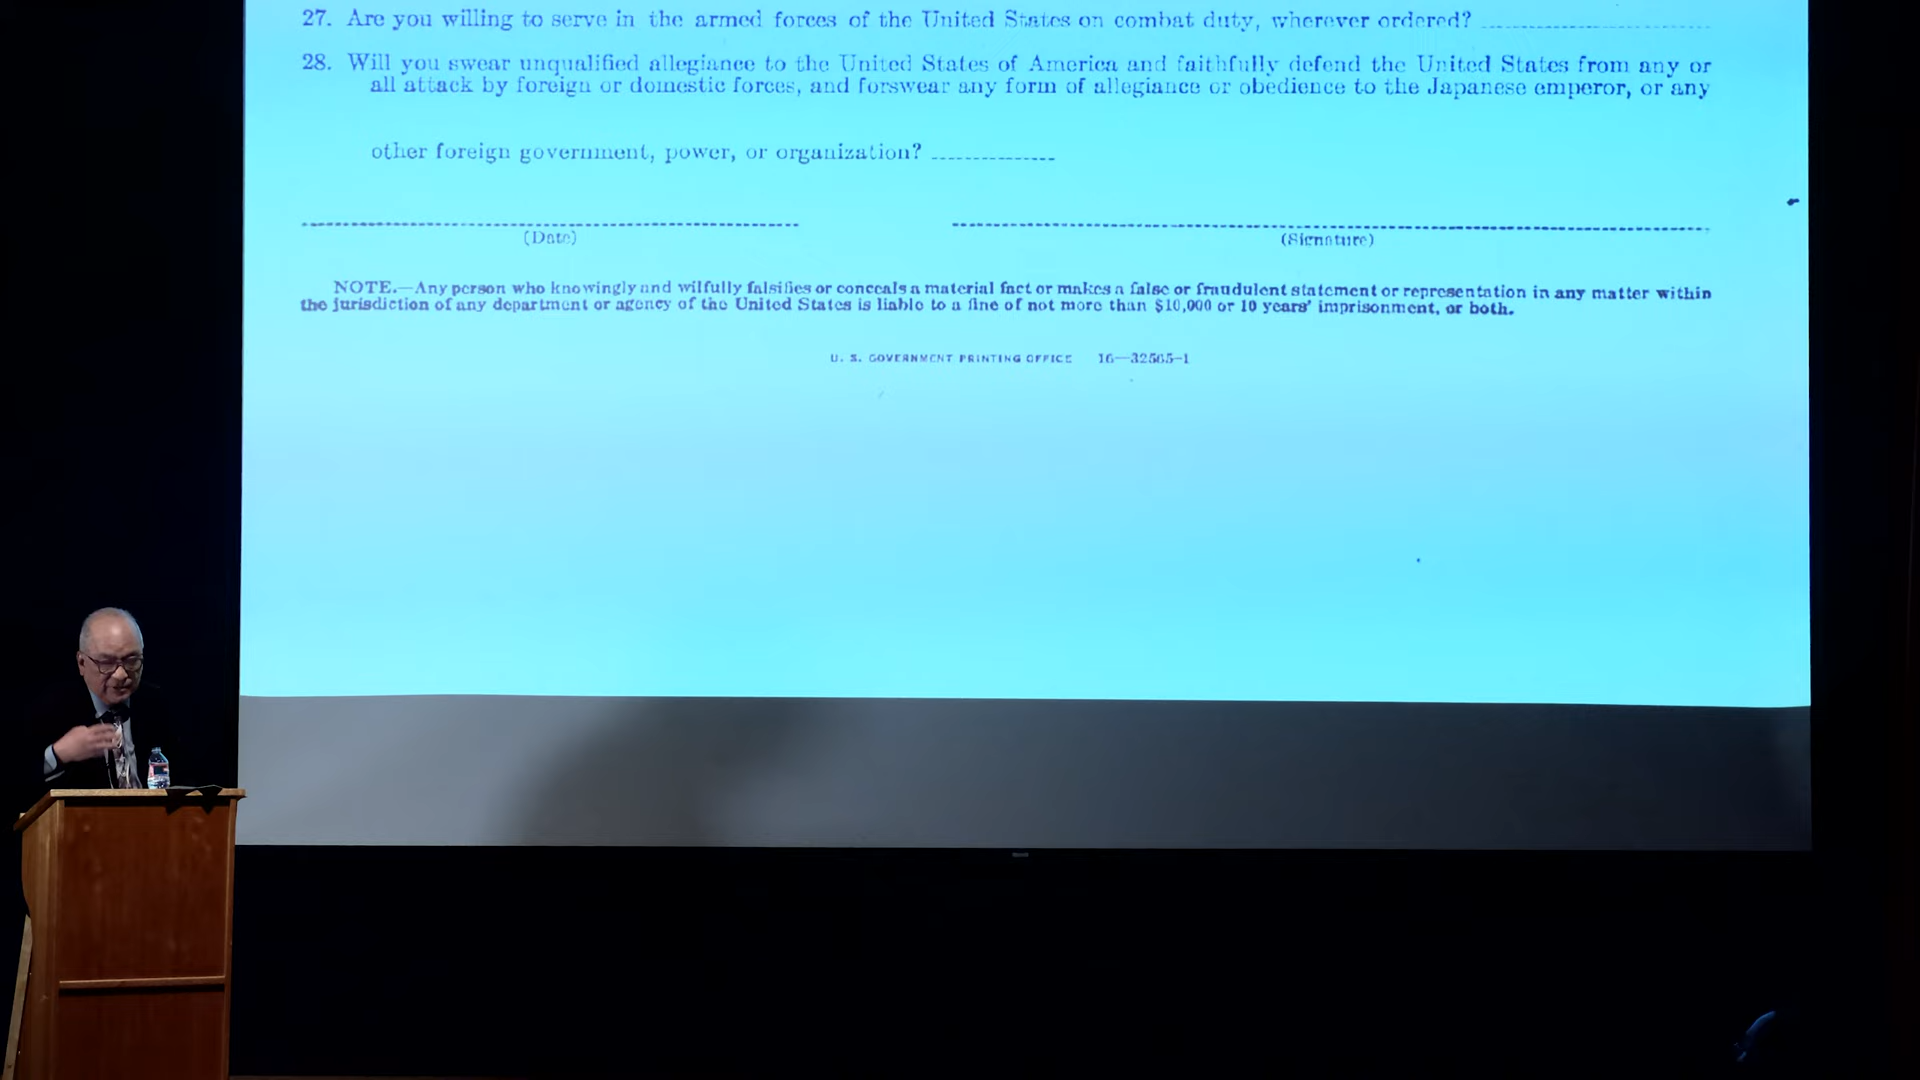 27. Are you willing to serve in the armed forces of the United States on combat duty, wherever ordered?
28. Will you swear unqualified allegiance to the United States of America and faithfully defend the United States from any or
all attack by foreign or domestic forces, and forswear any form of allegiance or obedience to the Japanese emperor, or any
other foreign government, power, or organization?
(Date)
(Signature)
NOTE.—Any person who knowingly and wilfully falsifies or conceals a material fact or makes a false or fraudulent statement or representation in any matter within
the jurisdiction of any department or agency of the United States is liable to a fine of not more than $10,000 or 10 years' imprisonment, or both.
U. S. GOVERNMENT PRINTING OFFICE 16—32565-1